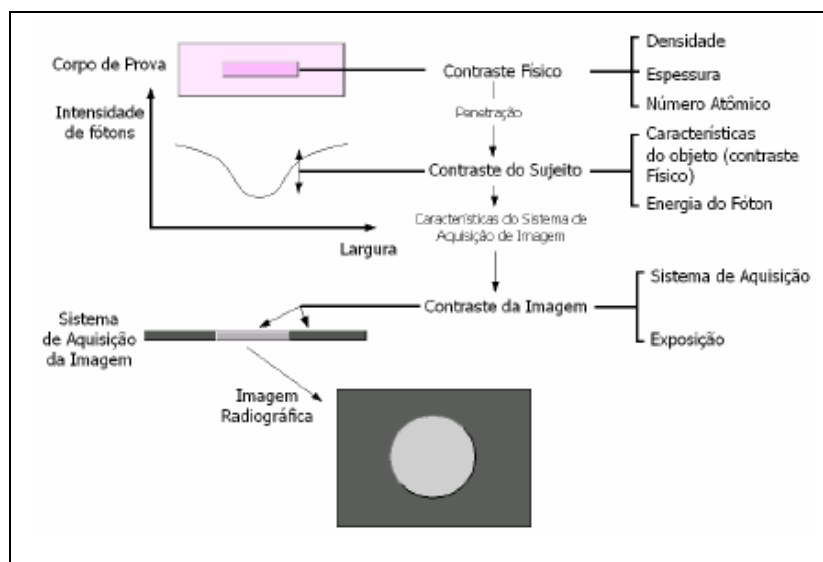 Corpo de Prova
Contraste Físico
Densidade
Espessura
Número Atômico
Intensidade
de fótons
Penetração
Contraste do Sujeito
Características
do objeto (contraste
Físico)
Energia do Fóton
Largura
Características do Sistema de
Aquisição de Imagem
Contraste da Imagem
Sistema de Aquisição
Exposição
Sistema
de Aquisição
da Imagem
Imagem
Radiográfica